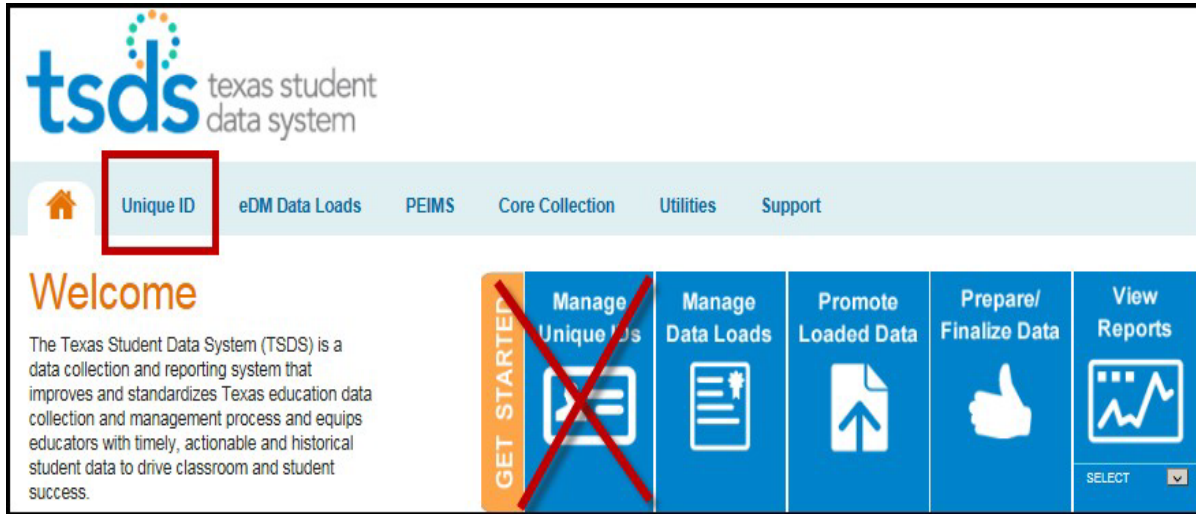 tsds texas student
data system
Unique ID eDM Data Loads PEIMS Core Collection Utilities Support
Welcome
The Texas Student Data System (TSDS) is a
data collection and reporting system that
improves and standardizes Texas education data
collection and management process and equips
educators with timely, actionable and historical
student data to drive classroom and student
success.
GET STARTED
Manage
Unique IDs
Manage
Data Loads
Promote
Loaded Data
Prepare/
Finalize Data
View
Reports
SELECT